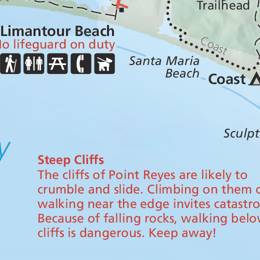 Trailhead
Limantour Beach
No lifeguard on duty
Coast
Santa Maria
Beach
Coast
Sculpt
y
Steep Cliffs
The cliffs of Point Reyes are likely to
crumble and slide. Climbing on them o
walking near the edge invites catastro
Because of falling rocks, walking below
cliffs is dangerous. Keep away!